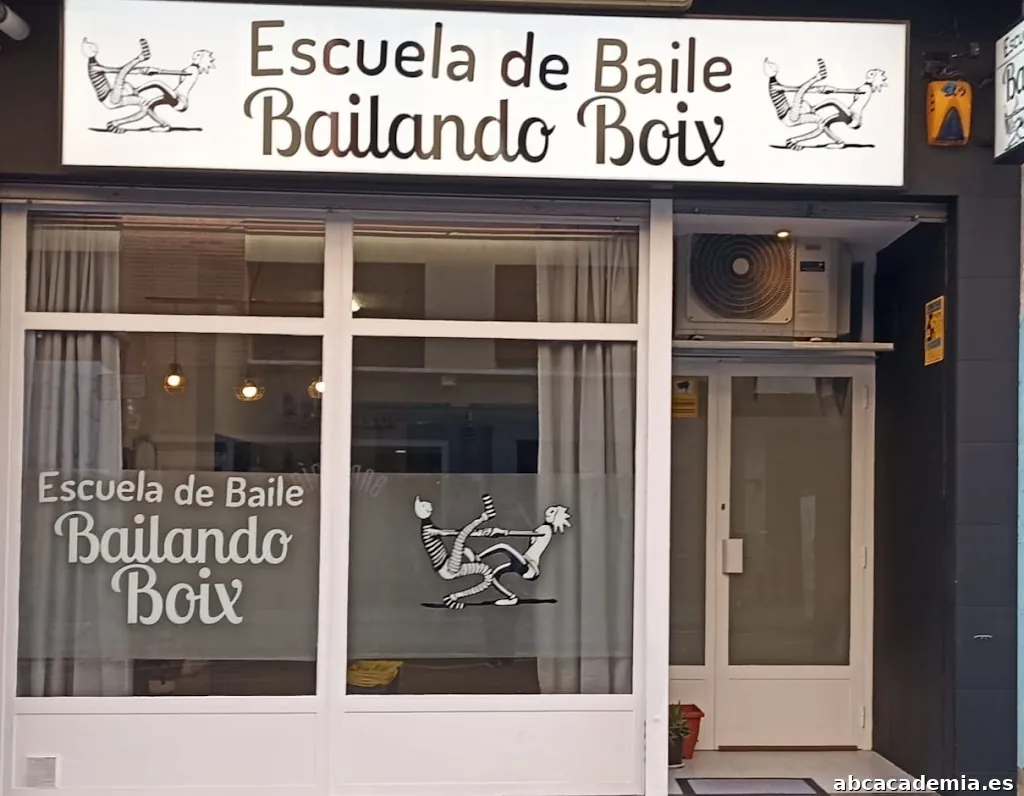 Escuela de Baile
Bailando Boix
Escuela de Baile
Bailando
Boix
abcacademia.es